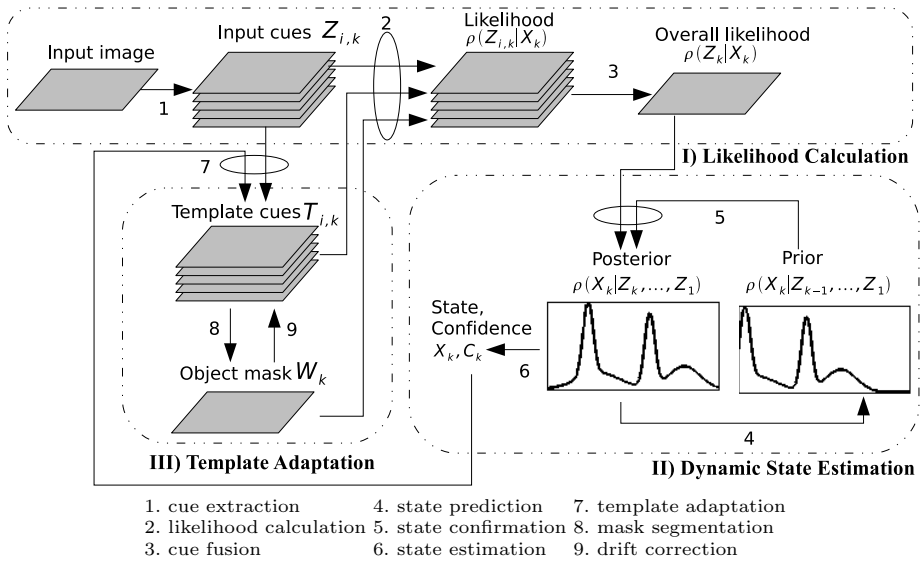 Input image
Input cues Z_{i,k}
2
Likelihood
ρ(Z_{i,k}|X_k)
Overall likelihood
ρ(Z_k|X_k)
1
3
I) Likelihood Calculation
7
Template cues T_{i,k}
5
Posterior
ρ(X_k|Z_k,...,Z_1)
Prior
ρ(X_k|Z_{k−1},...,Z_1)
8
9
State,
Confidence
X_k, C_k
6
Object mask W_k
4
III) Template Adaptation
II) Dynamic State Estimation
1. cue extraction 4. state prediction 7. template adaptation
2. likelihood calculation 5. state confirmation 8. mask segmentation
3. cue fusion 6. state estimation 9. drift correction